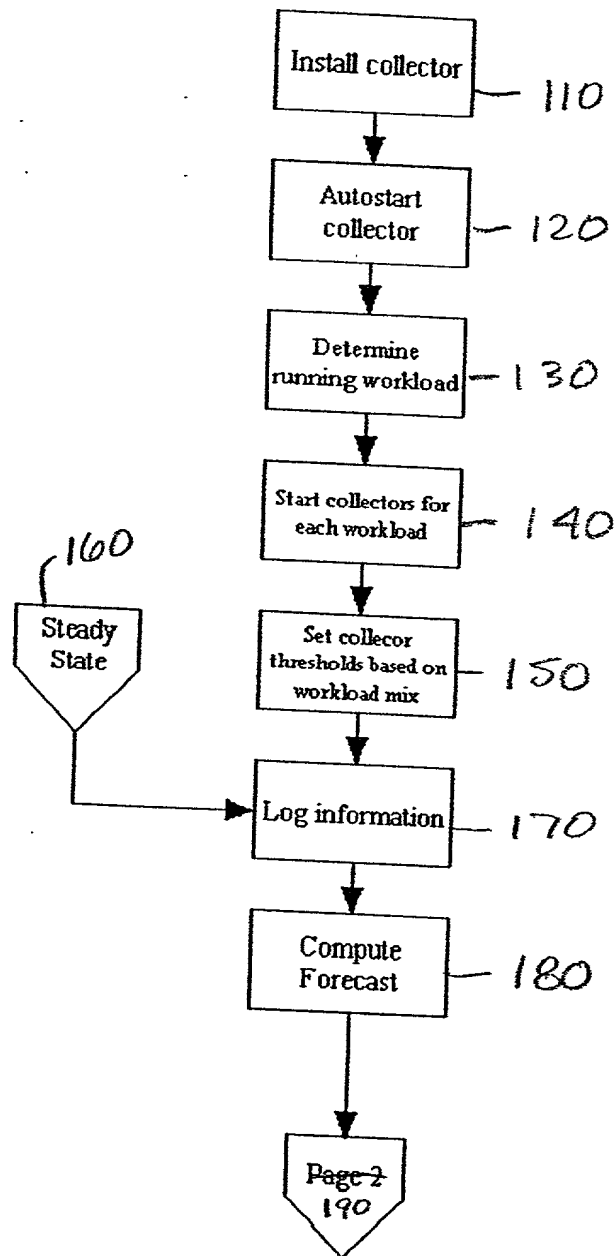 Install collector
110
Autostart
collector
120
Determine
running workload
130
Start collectors for
each workload
140
160
Steady
State
Set collecor
thresholds based on
workload mix
150
Log information
170
Compute
Forecast
180
Page 2
190